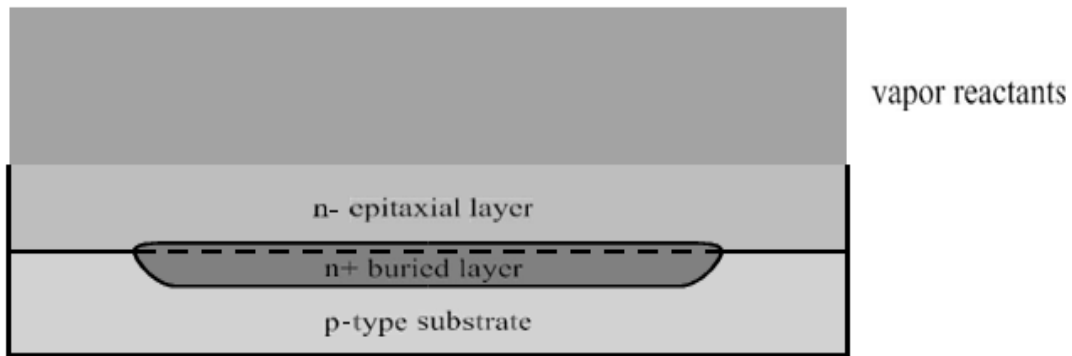 vapor reactants
n- epitaxial layer
n+ buried layer
p-type substrate